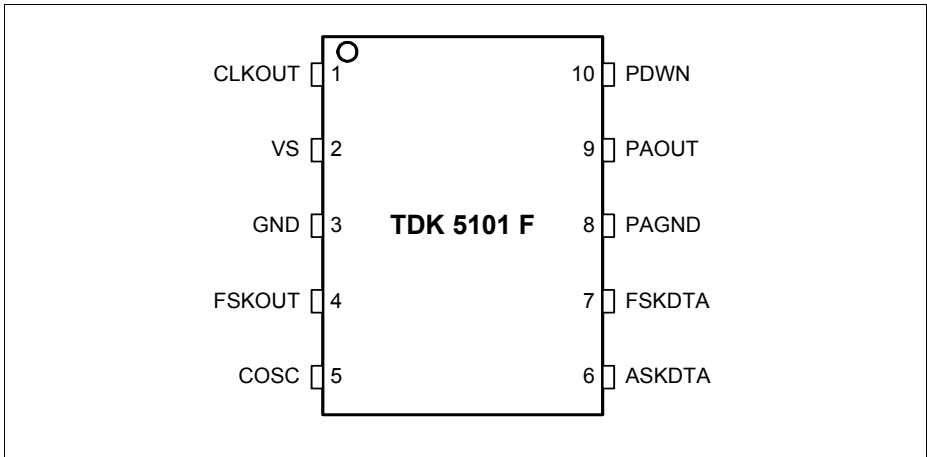 CLKOUT 1 10 PDWN
VS 2 9 PAOUT
GND 3 TDK 5101 F 8 PAGND
FSKOUT 4 7 FSKDTA
COSC 5 6 ASKDTA